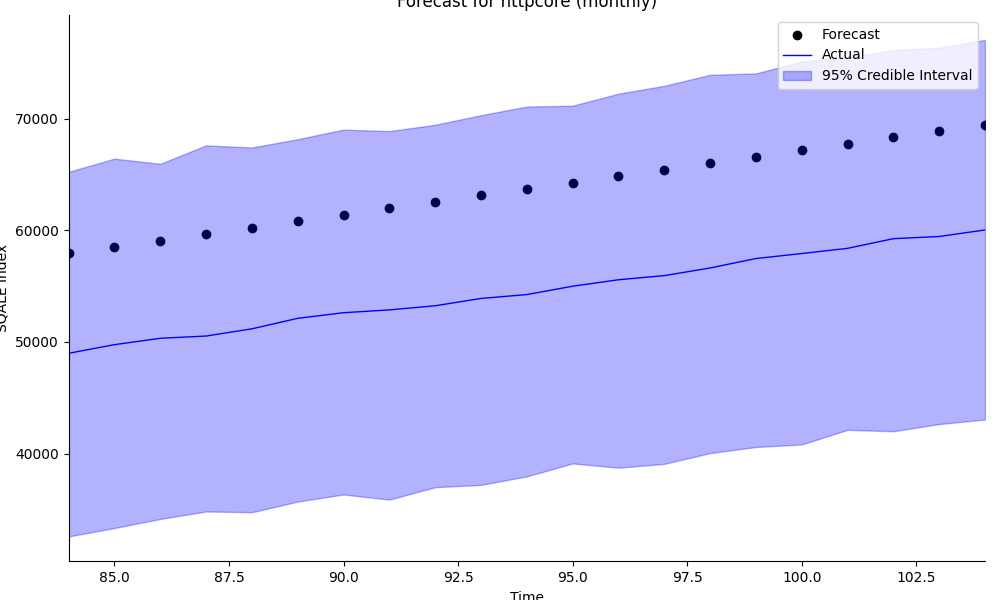 Forecast for httpcore (monthly)
Forecast
Actual
95% Credible Interval
70000
60000
50000
40000
SQALE Index
85.0
87.5
90.0
92.5
95.0
97.5
100.0
102.5
Time